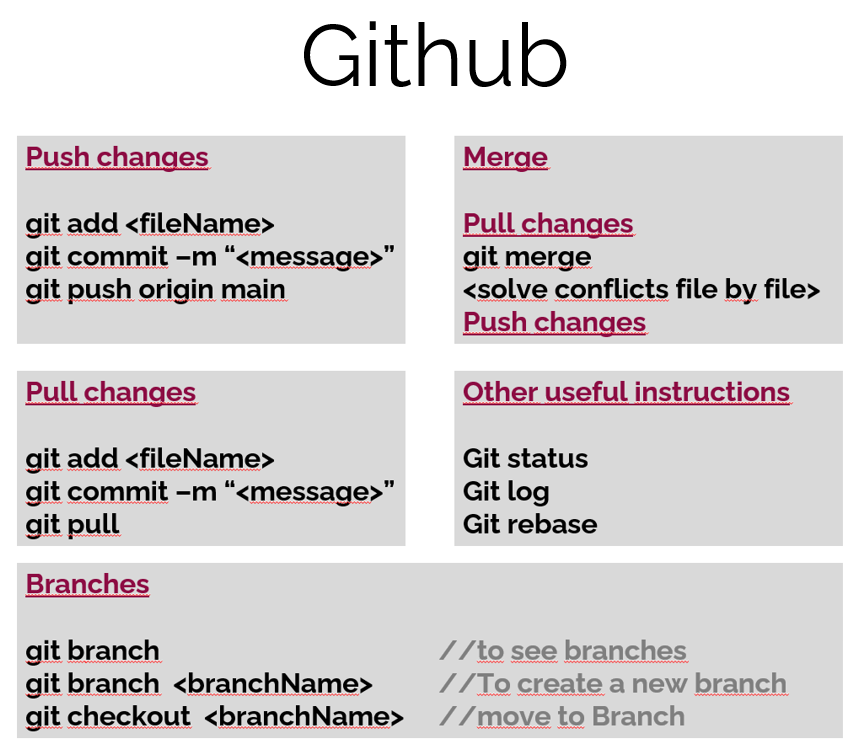 Github
Push changes
git add <fileName>
git commit –m “<message>”
git push origin main
Merge
Pull changes
git merge
<solve conflicts file by file>
Push changes
Pull changes
git add <fileName>
git commit –m “<message>”
git pull
Other useful instructions
Git status
Git log
Git rebase
Branches
git branch //to see branches
git branch <branchName> //To create a new branch
git checkout <branchName> //move to Branch